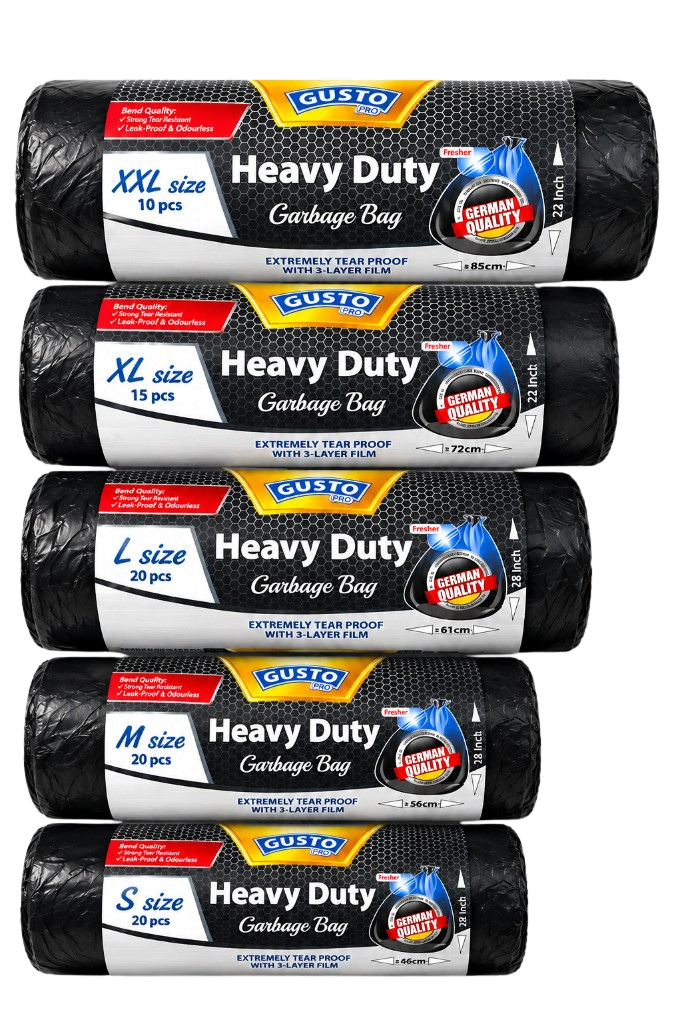 GUSTO
PRO
Bend Quality:
✓ Strong Tear Resistant
✓ Leak-Proof & Odourless
XXL size
10 pcs
Heavy Duty
Garbage Bag
Fresher
GERMAN
QUALITY
22 Inch
EXTREMELY TEAR PROOF
WITH 3-LAYER FILM
±85cm
GUSTO
PRO
Bend Quality:
✓ Strong Tear Resistant
✓ Leak-Proof & Odourless
XL size
15 pcs
Heavy Duty
Garbage Bag
Fresher
GERMAN
QUALITY
22 Inch
EXTREMELY TEAR PROOF
WITH 3-LAYER FILM
±72cm
GUSTO
PRO
Bend Quality:
✓ Strong Tear Resistant
✓ Leak-Proof & Odourless
L size
20 pcs
Heavy Duty
Garbage Bag
Fresher
GERMAN
QUALITY
28 Inch
EXTREMELY TEAR PROOF
WITH 3-LAYER FILM
±61cm
GUSTO
PRO
Bend Quality:
✓ Strong Tear Resistant
✓ Leak-Proof & Odourless
M size
20 pcs
Heavy Duty
Garbage Bag
Fresher
GERMAN
QUALITY
28 Inch
EXTREMELY TEAR PROOF
WITH 3-LAYER FILM
±56cm
GUSTO
PRO
Bend Quality:
✓ Strong Tear Resistant
✓ Leak-Proof & Odourless
S size
20 pcs
Heavy Duty
Garbage Bag
Fresher
GERMAN
QUALITY
28 Inch
EXTREMELY TEAR PROOF
WITH 3-LAYER FILM
±46cm